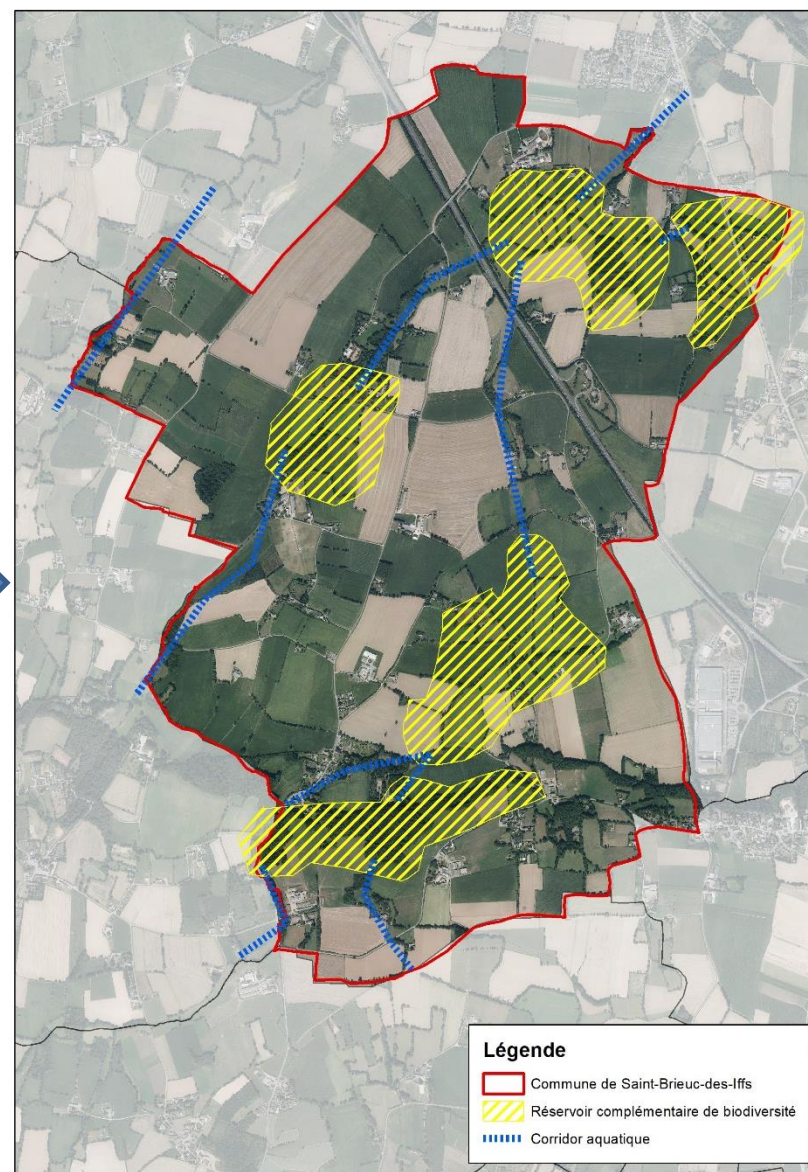 Légende
Commune de Saint-Brieuc-des-Iffs
Réservoir complémentaire de biodiversité
Corridor aquatique